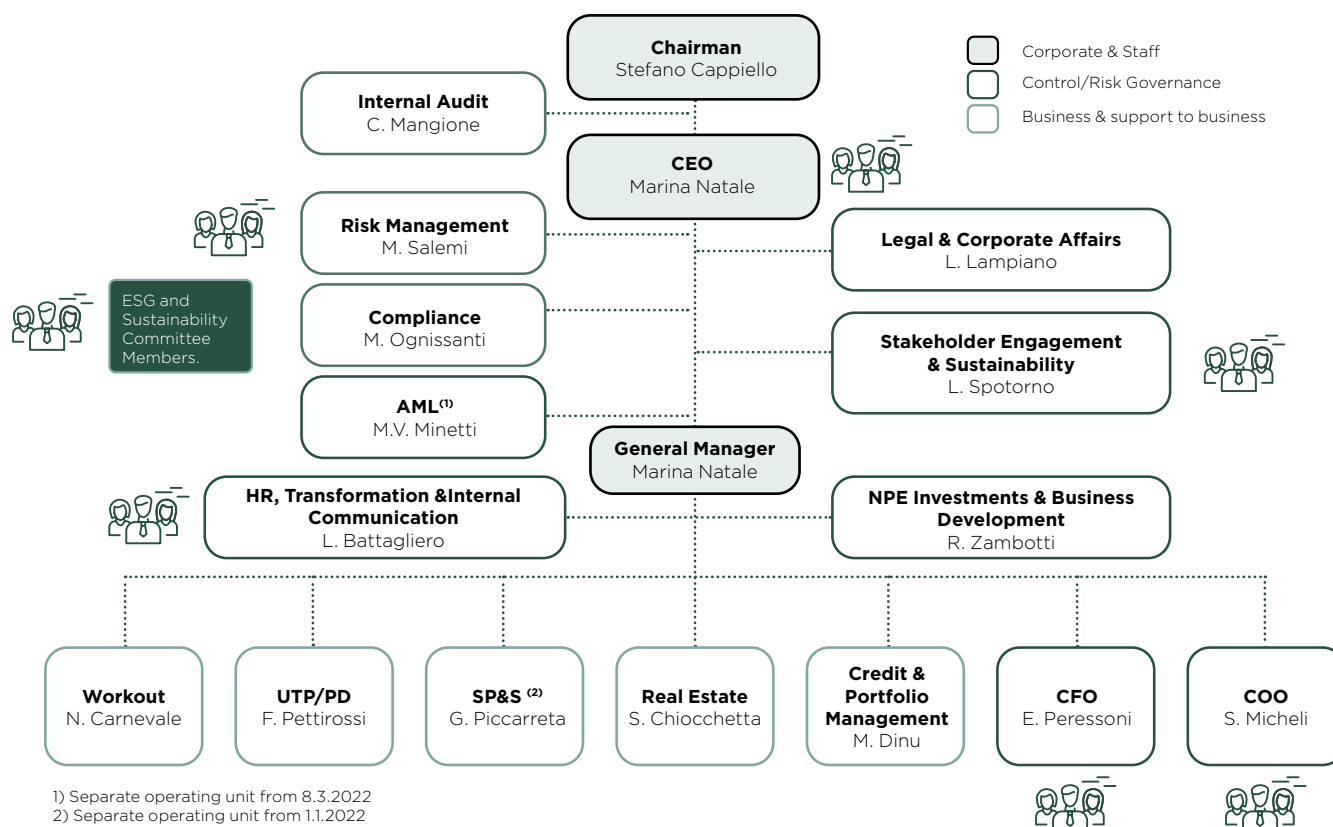 Chairman
Stefano Cappiello
Corporate & Staff
Control/Risk Governance
Business & support to business
Internal Audit
C. Mangione
CEO
Marina Natale
Risk Management
M. Salemi
Legal & Corporate Affairs
L. Lampiano
ESG and
Sustainability
Committee
Members.
Compliance
M. Ognissanti
Stakeholder Engagement
& Sustainability
L. Spotorno
AML(1)
M.V. Minetti
General Manager
Marina Natale
HR, Transformation &Internal
Communication
L. Battagliero
NPE Investments & Business
Development
R. Zambotti
Workout
N. Carnevale
UTP/PD
F. Pettirossi
SP&S (2)
G. Piccarreta
Real Estate
S. Chiocchetta
Credit &
Portfolio
Management
M. Dinu
CFO
E. Peressoni
COO
S. Micheli
1) Separate operating unit from 8.3.2022
2) Separate operating unit from 1.1.2022